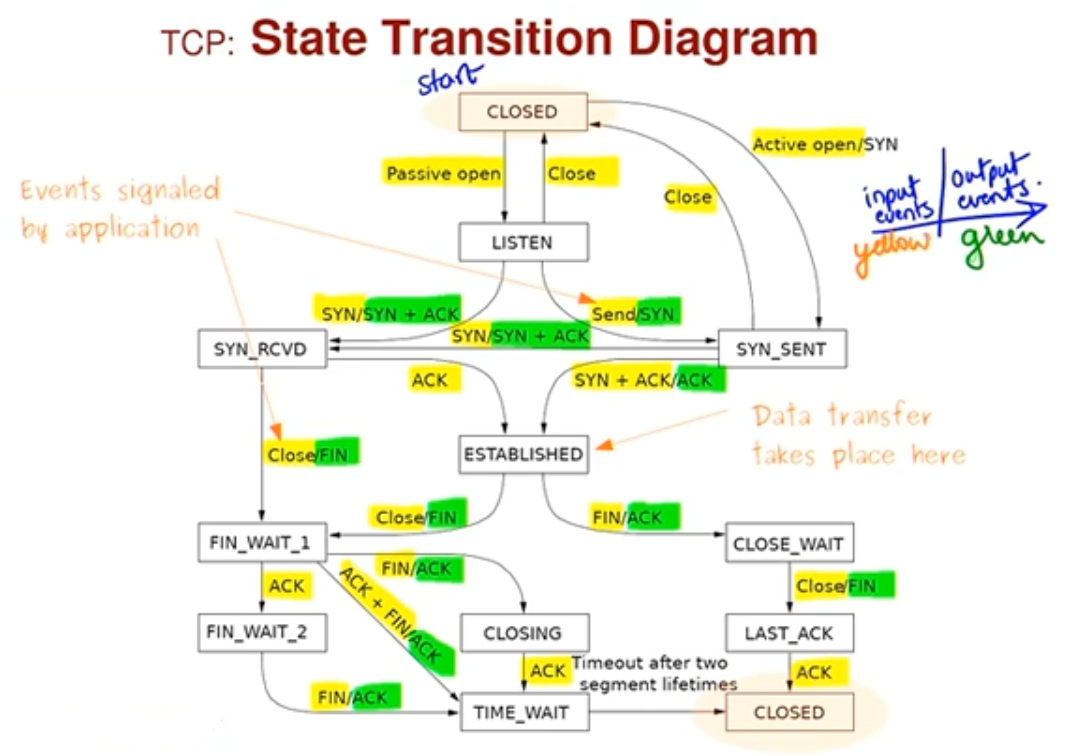 TCP: State Transition Diagram
start
CLOSED
Active open/SYN
Passive open
Close
Close
input
events
output
events.
yellow
green
Events signaled
by application
LISTEN
SYN/SYN + ACK
Send/SYN
SYN/SYN + ACK
SYN_RCVD
SYN_SENT
ACK
SYN + ACK/ACK
Data transfer
takes place here
Close/FIN
ESTABLISHED
Close/FIN
FIN/ACK
FIN_WAIT_1
CLOSE_WAIT
FIN/ACK
ACK
ACK + FIN/ACK
Close/FIN
FIN_WAIT_2
CLOSING
LAST_ACK
ACK
Timeout after two
segment lifetimes
ACK
FIN/ACK
TIME_WAIT
CLOSED